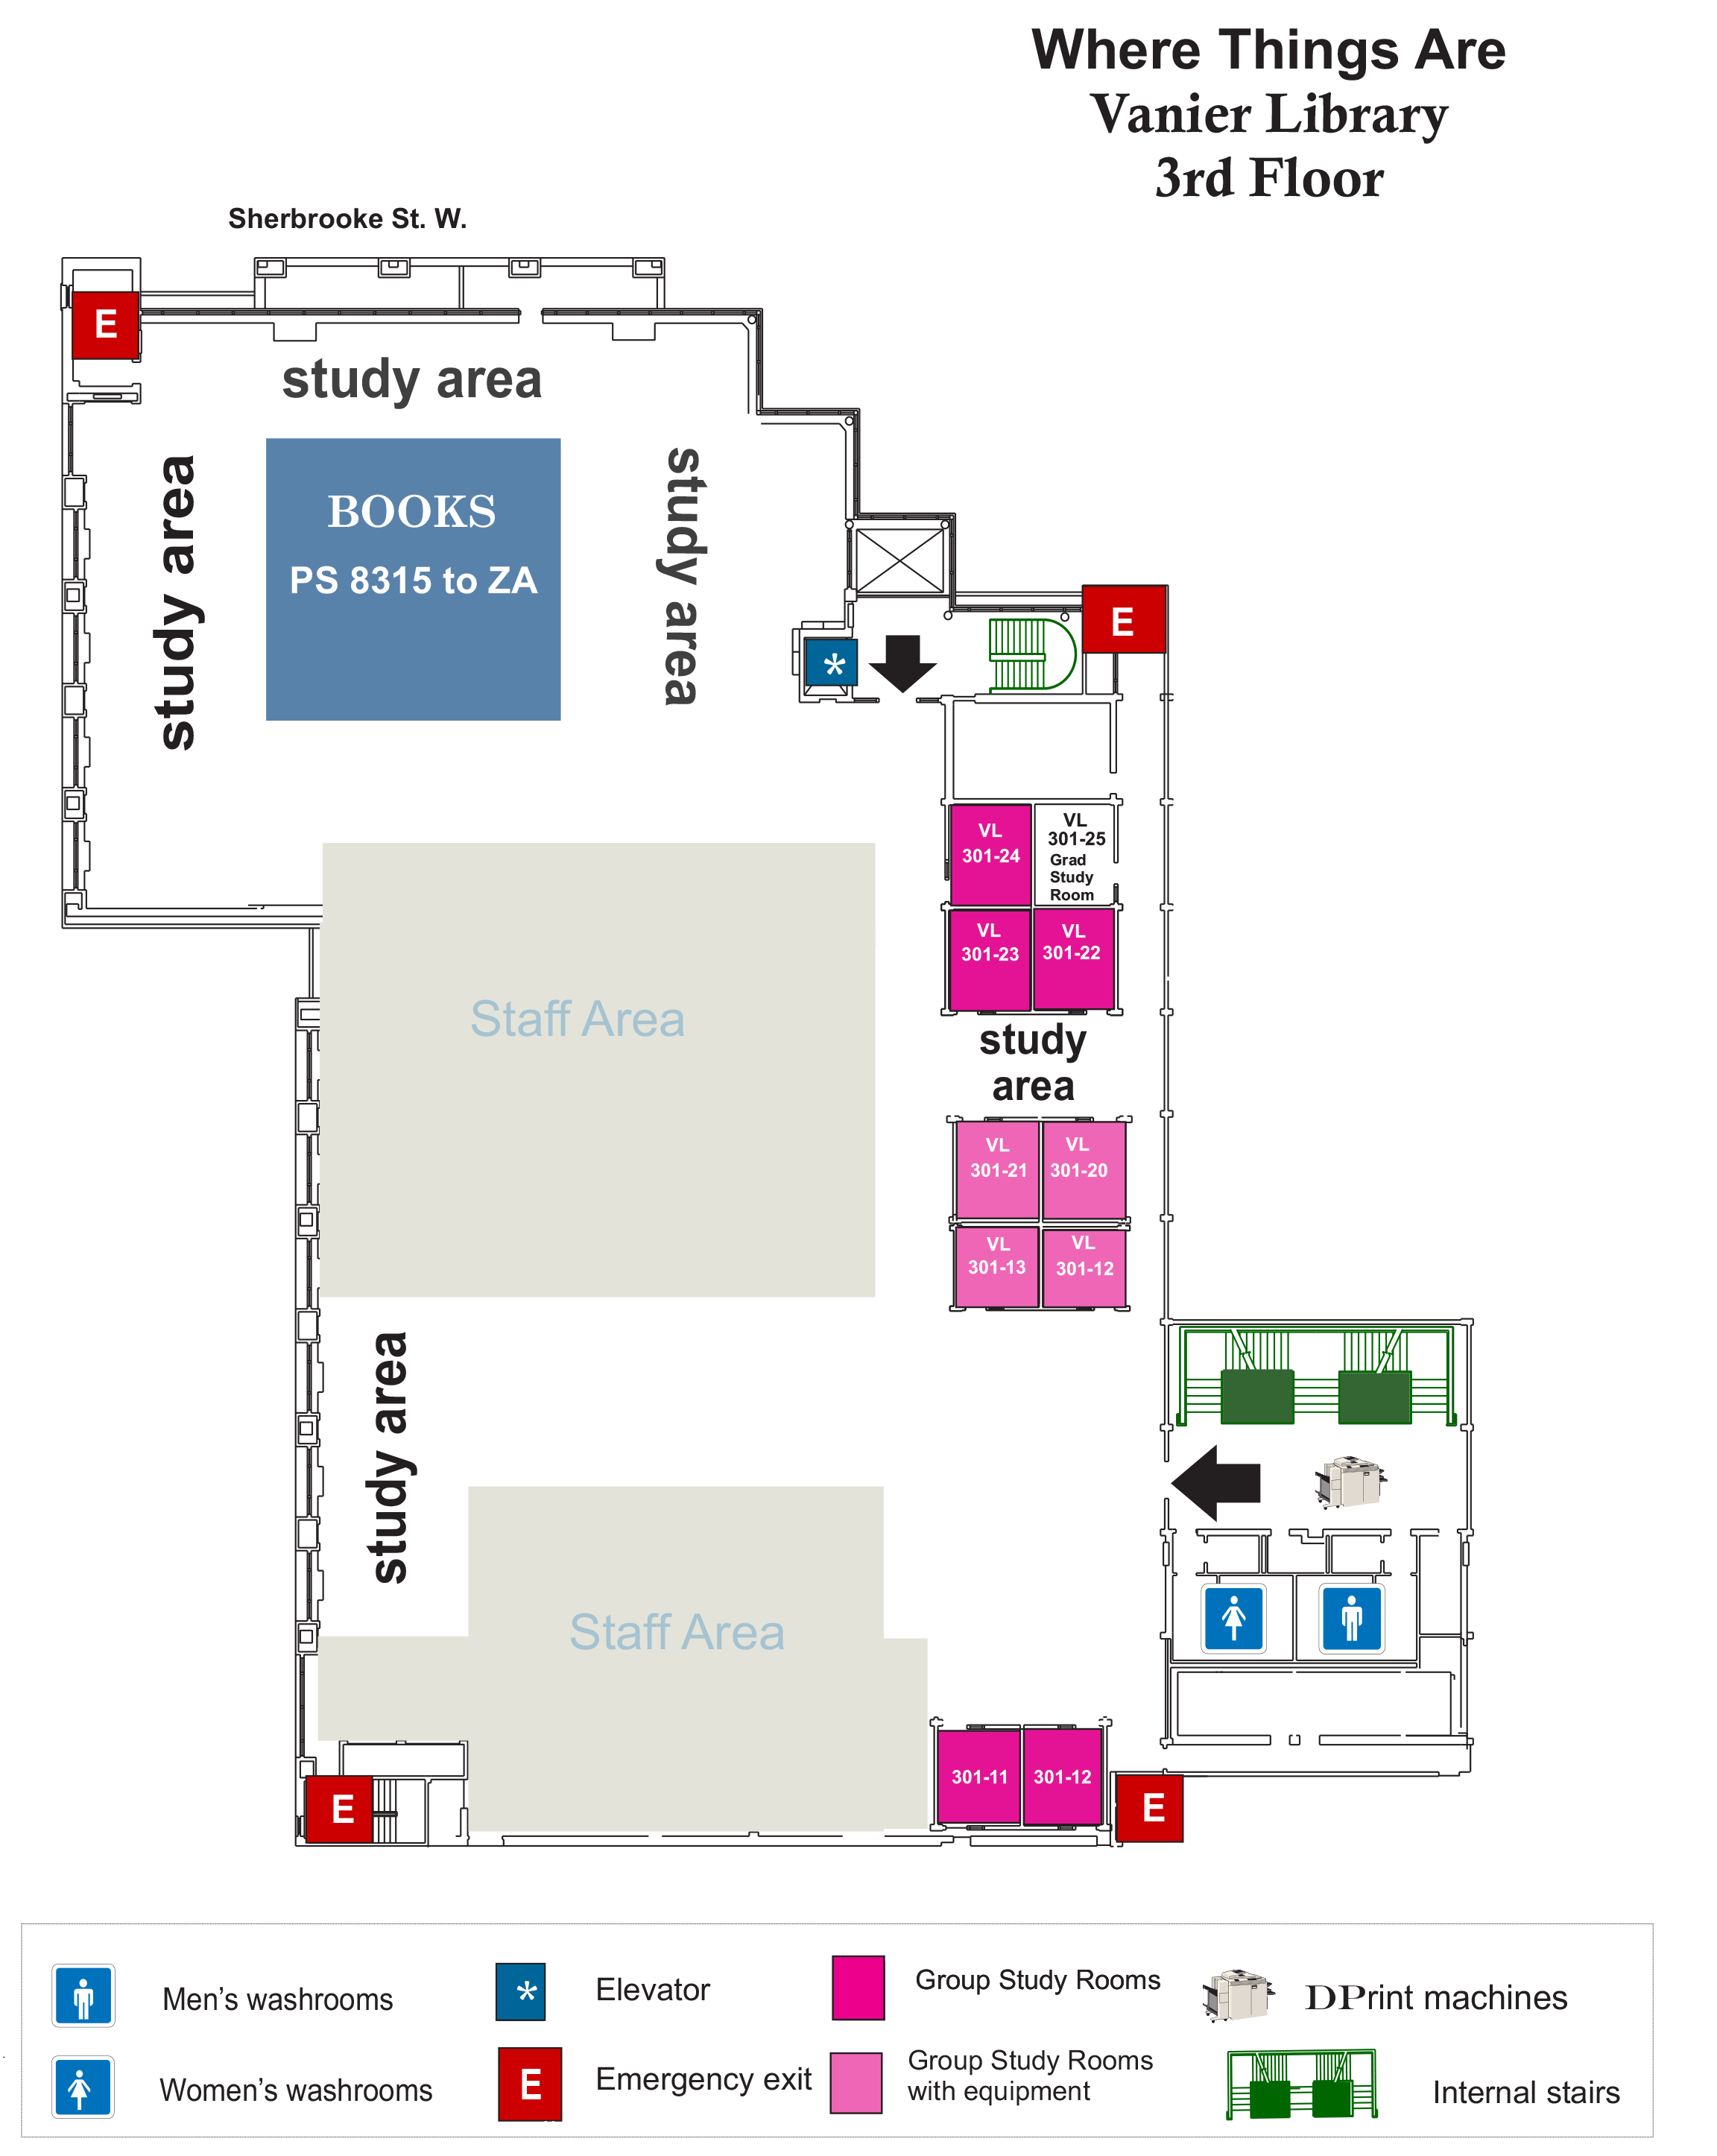 Where Things Are
Vanier Library
3rd Floor
Sherbrooke St. W.
E
study area
study area
BOOKS
PS 8315 to ZA
study area
E
*
VL
301-24
VL
301-25
Grad
Study
Room
VL
301-23
VL
301-22
Staff Area
study
area
VL
301-21
VL
301-20
VL
301-13
VL
301-12
study area
Staff Area
301-11
301-12
E
E
Men's washrooms
* Elevator
Group Study Rooms
DPrint machines
Women's washrooms
E Emergency exit
Group Study Rooms
with equipment
Internal stairs